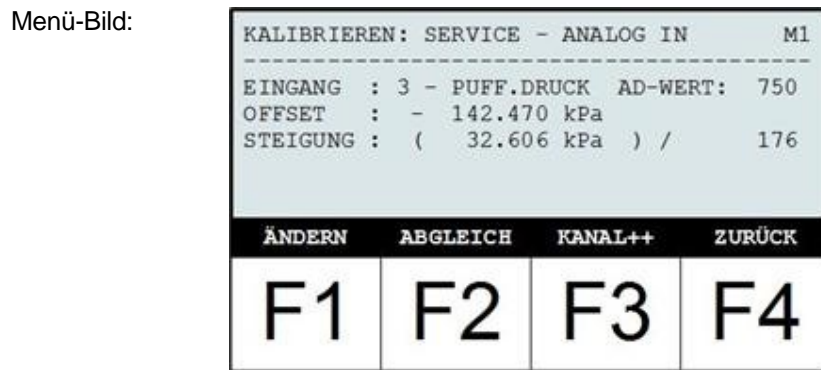 Menü-Bild:
KALIBRIEREN: SERVICE - ANALOG IN M1
--------------------------------------------
EINGANG : 3 - PUFF.DRUCK AD-WERT: 750
OFFSET : - 142.470 kPa
STEIGUNG : ( 32.606 kPa ) / 176
ÄNDERN ABGLEICH KANAL++ ZURÜCK
F1 F2 F3 F4